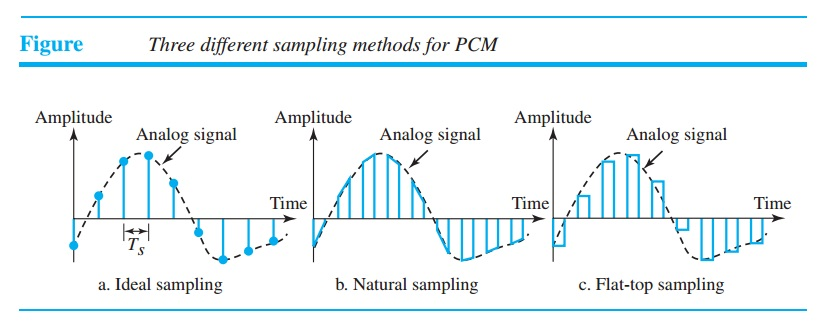 Figure Three different sampling methods for PCM
Amplitude
Analog signal
Time
T_s
a. Ideal sampling
Amplitude
Analog signal
Time
b. Natural sampling
Amplitude
Analog signal
Time
c. Flat-top sampling